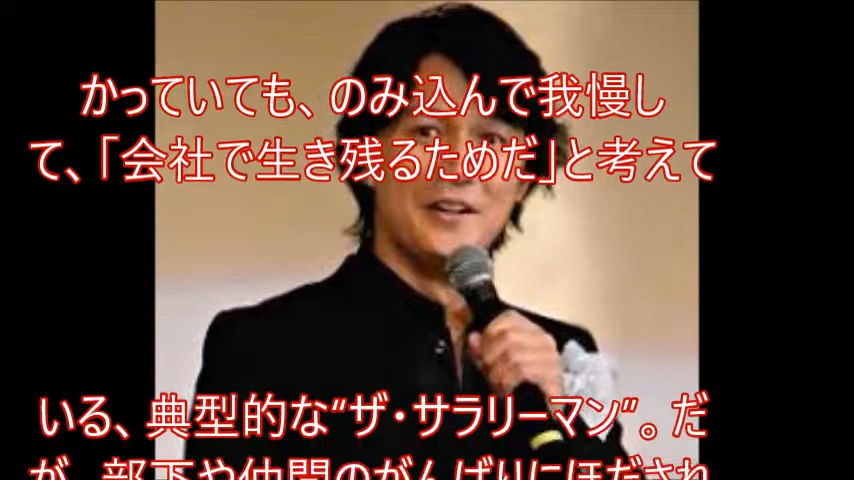 かっていても、のみ込んで我慢し
て、「会社で生き残るためだ」と考えて
いる、典型的な“ザ・サラリーマン”。だ
が、部下や仲間のがんばりにほだされ